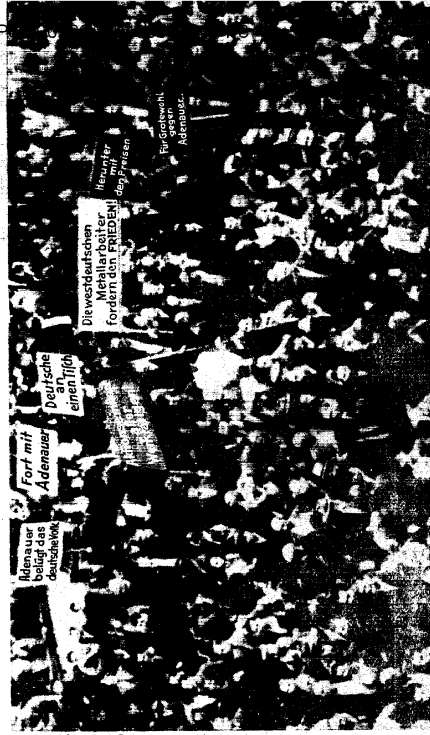 Adenauer
belügt das
deutsche Volk
Fort mit
Adenauer
Deutsche
an
einen Tisch
Die westdeutschen
Metallarbeiter
fordern den FRIEDEN!
Herunter
mit
den Preisen
Für Grotewohl
gegen
Adenauer.